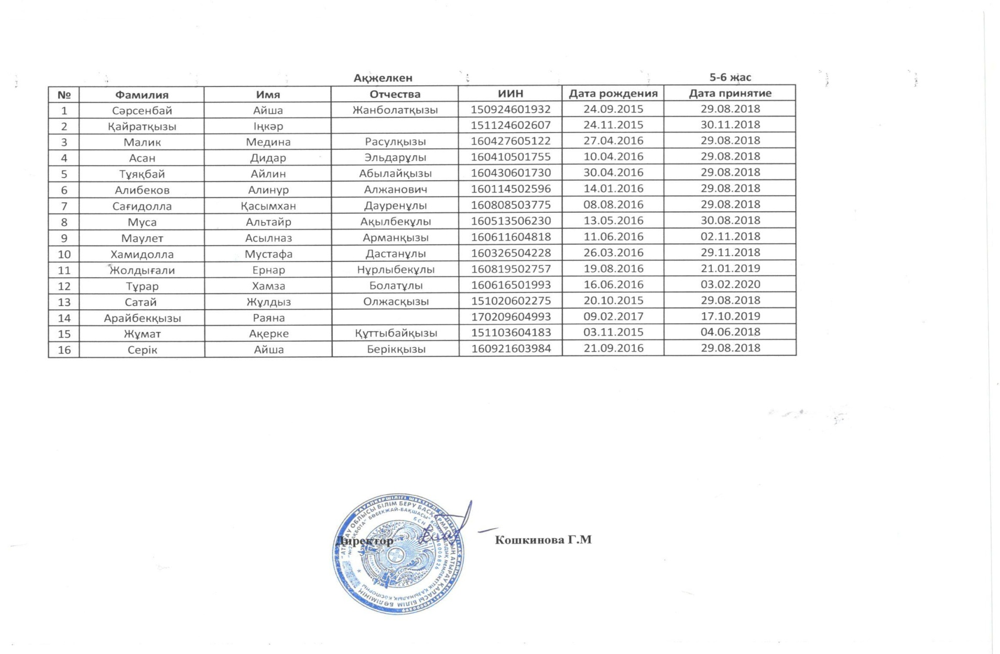 Ақжелкен 5-6 жас
№ Фамилия Имя Отчества ИИН Дата рождения Дата принятие
1 Сәрсенбай Айша Жанболатқызы 150924601932 24.09.2015 29.08.2018
2 Қайратқызы Іңкәр 151124602607 24.11.2015 30.11.2018
3 Малик Медина Расулқызы 160427605122 27.04.2016 29.08.2018
4 Асан Дидар Эльдарұлы 160410501755 10.04.2016 29.08.2018
5 Тұяқбай Айлин Абылайқызы 160430601730 30.04.2016 29.08.2018
6 Алибеков Алинур Алжанович 160114502596 14.01.2016 29.08.2018
7 Сағидолла Қасымхан Дауренұлы 160808503775 08.08.2016 29.08.2018
8 Муса Альтайр Ақылбекұлы 160513506230 13.05.2016 30.08.2018
9 Маулет Асылназ Арманқызы 160611604818 11.06.2016 02.11.2018
10 Хамидолла Мустафа Дастанұлы 160326504228 26.03.2016 29.11.2018
11 Жолдығали Ернар Нұрлыбекұлы 160819502757 19.08.2016 21.01.2019
12 Тұрар Хамза Болатұлы 160616501993 16.06.2016 03.02.2020
13 Сатай Жұлдыз Олжасқызы 151020602275 20.10.2015 29.08.2018
14 Арайбекқызы Раяна 170209604993 09.02.2017 17.10.2019
15 Жұмат Ақерке Құттыбайқызы 151103604183 03.11.2015 04.06.2018
16 Серік Айша Берікқызы 160921603984 21.09.2016 29.08.2018
Директор Кошкинова Г.М
АТЫРАУ ОБЛЫСЫ БІЛІМ БЕРУ БАСҚАРМАСЫНЫҢ АТЫРАУ ҚАЛАСЫ БІЛІМ БӨЛІМІНІҢ
АҚБОТА" БӨБЕКЖАЙ-БАҚШАСЫ" КОММУНАЛДЫҚ МЕМЛЕКЕТТІК ҚАЗЫНАЛЫҚ КӘСІПОРНЫ
БСН